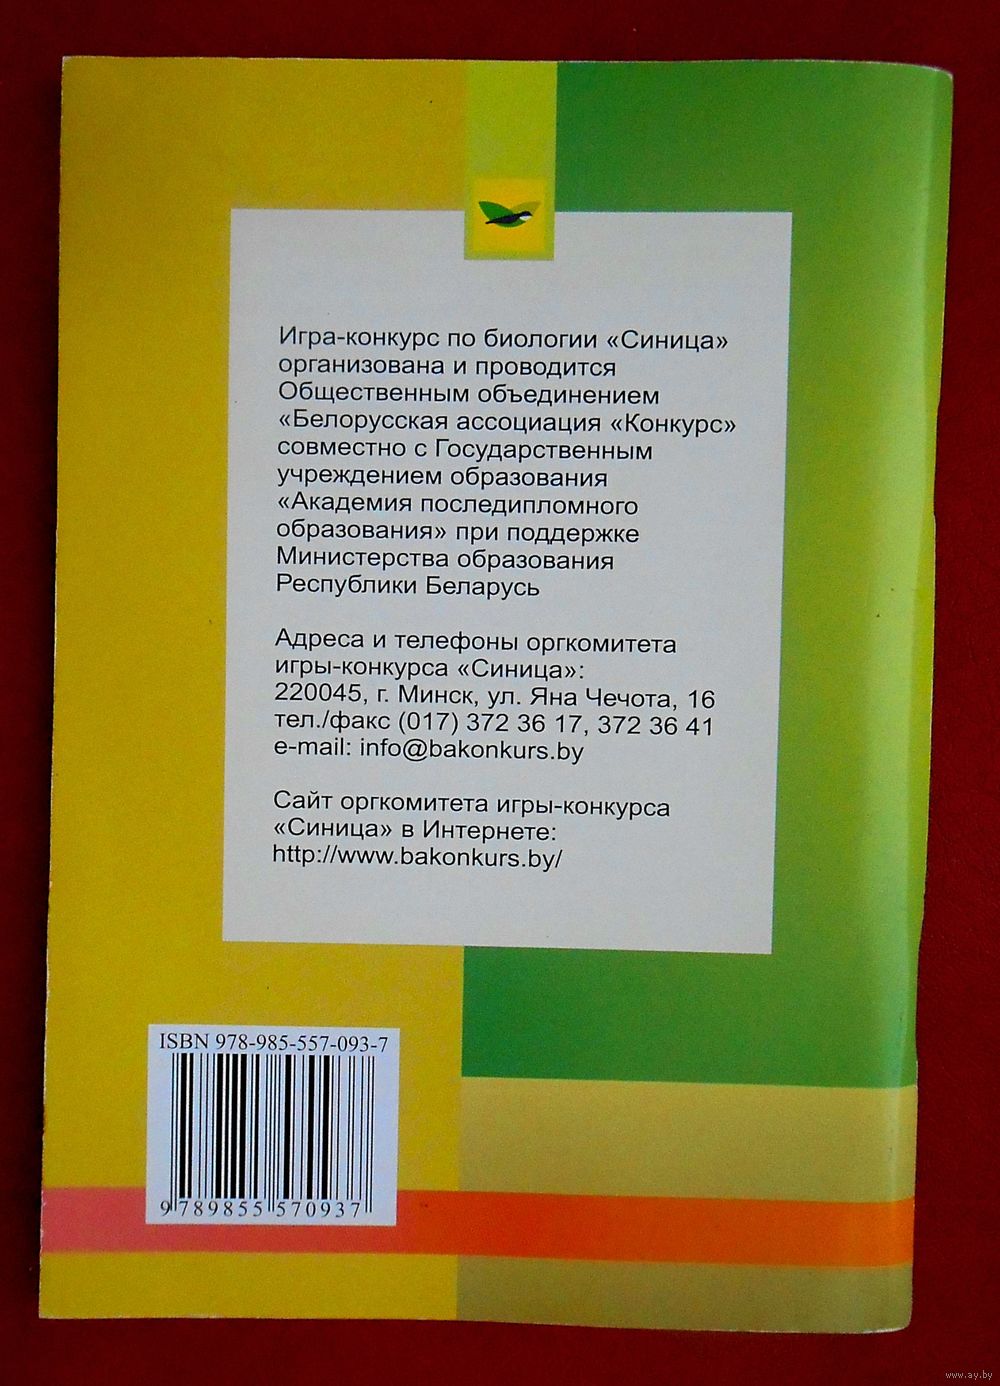 Игра-конкурс по биологии «Синица»
организована и проводится
Общественным объединением
«Белорусская ассоциация «Конкурс»
совместно с Государственным
учреждением образования
«Академия последипломного
образования» при поддержке
Министерства образования
Республики Беларусь
Адреса и телефоны оргкомитета
игры-конкурса «Синица»:
220045, г. Минск, ул. Яна Чечота, 16
тел./факс (017) 372 36 17, 372 36 41
e-mail: info@bakonkurs.by
Сайт оргкомитета игры-конкурса
«Синица» в Интернете:
http://www.bakonkurs.by/
ISBN 978-985-557-093-7
9 789855 570937
www.ay.by